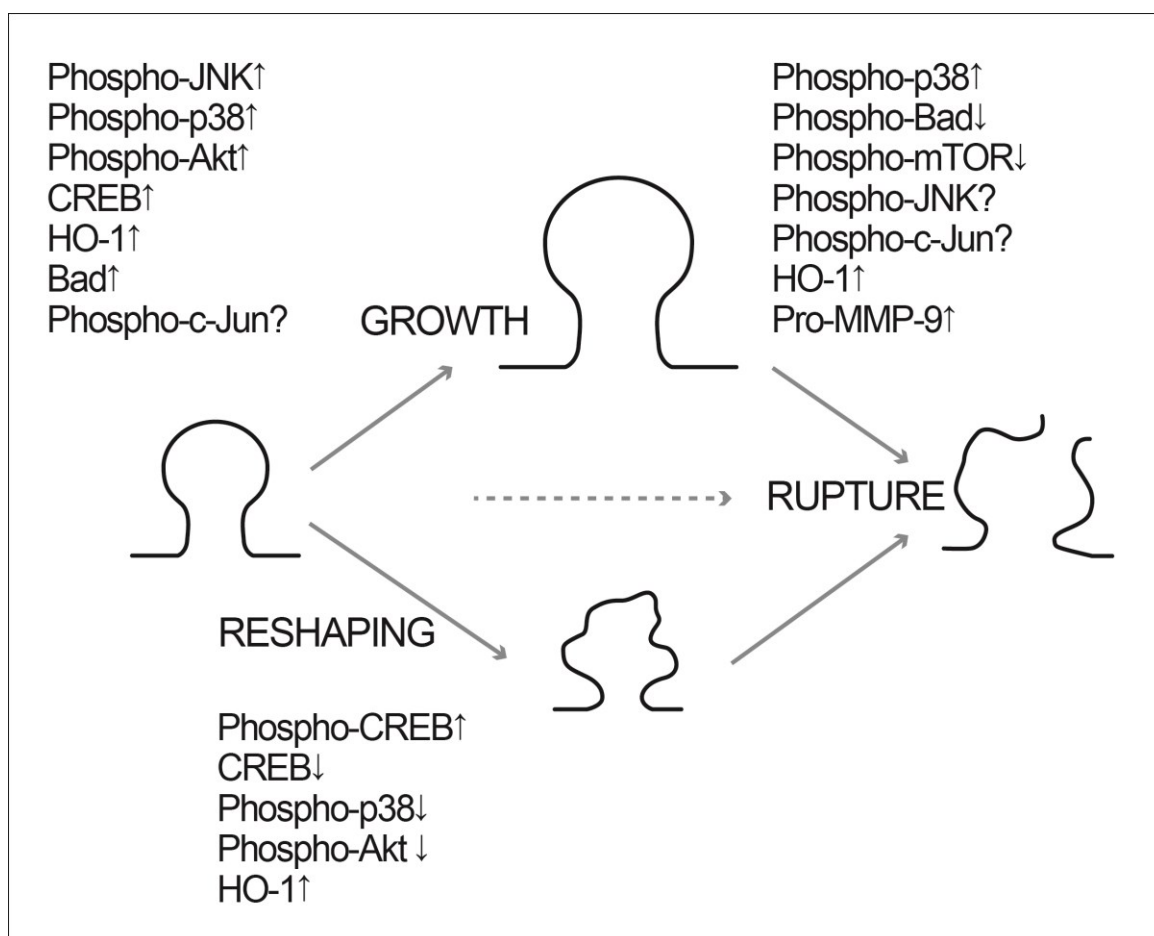 Phospho-JNK↑
Phospho-p38↑
Phospho-Akt↑
CREB↑
HO-1↑
Bad↑
Phospho-c-Jun?
GROWTH
Phospho-p38↑
Phospho-Bad↓
Phospho-mTOR↓
Phospho-JNK?
Phospho-c-Jun?
HO-1↑
Pro-MMP-9↑
RUPTURE
RESHAPING
Phospho-CREB↑
CREB↓
Phospho-p38↓
Phospho-Akt ↓
HO-1↑